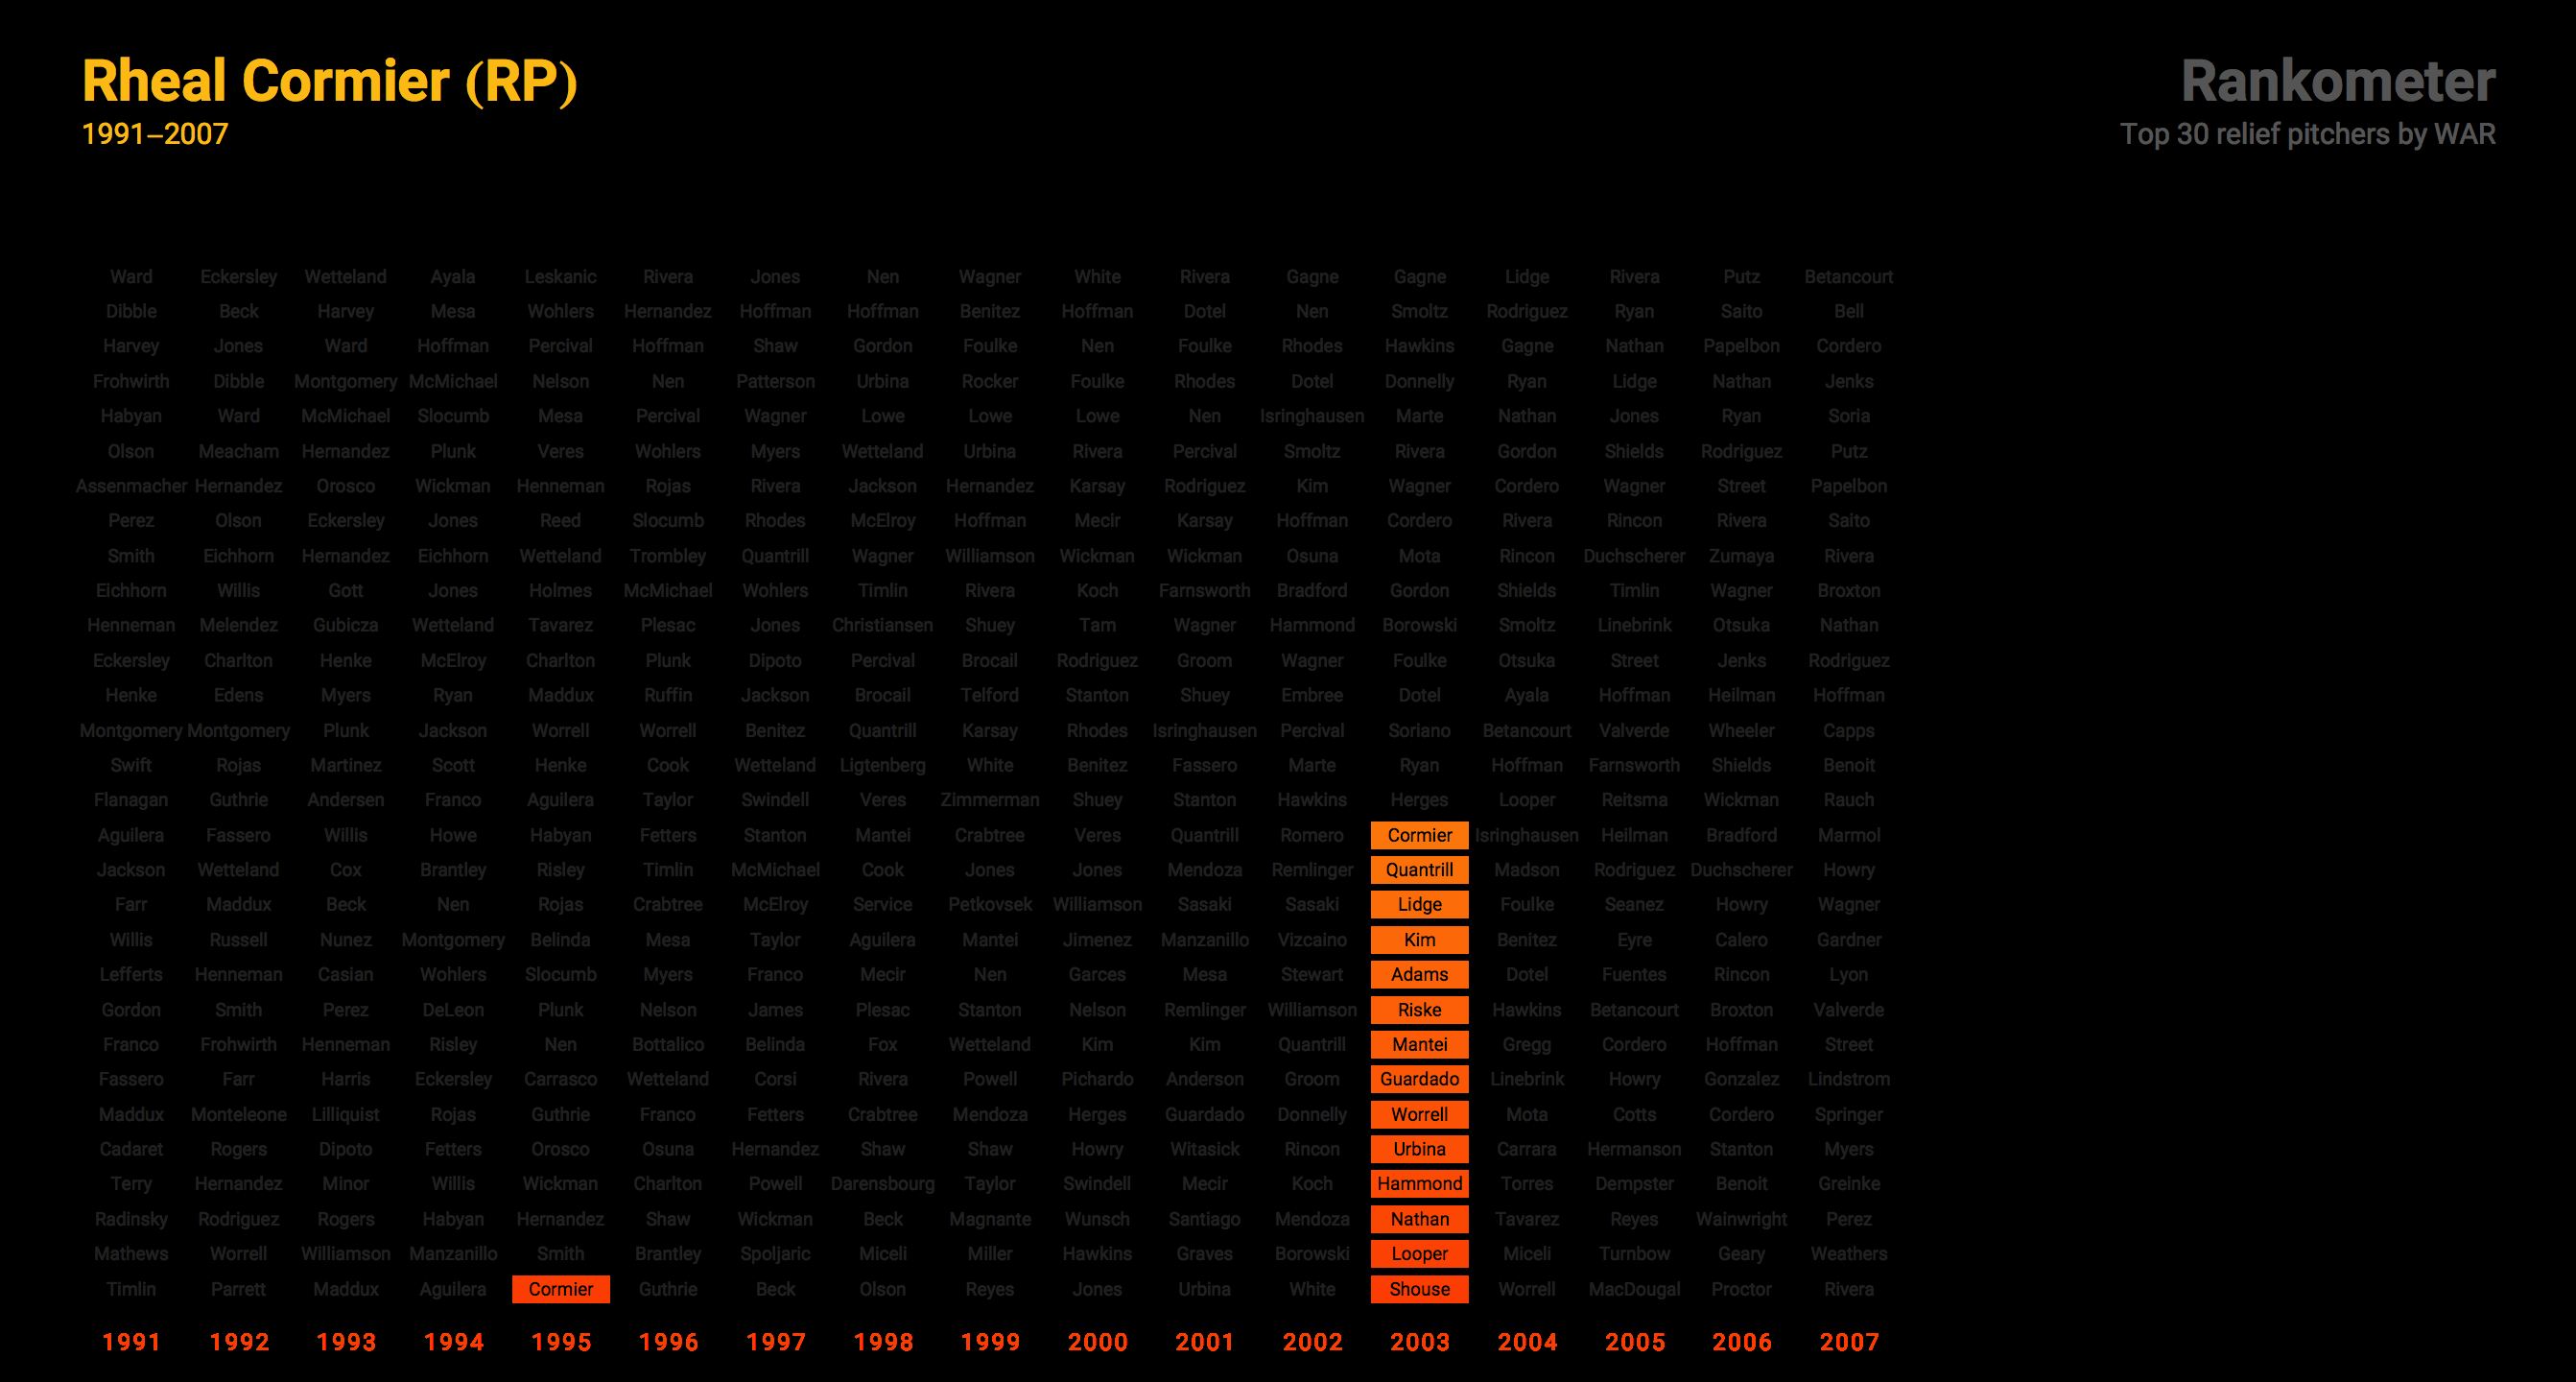 Rheal Cormier (RP)
1991–2007
Rankometer
Top 30 relief pitchers by WAR
Ward Eckersley Wetteland Ayala Leskanic Rivera Jones Nen Wagner White Rivera Gagne Gagne Lidge Rivera Putz Betancourt
Dibble Beck Harvey Mesa Wohlers Hernandez Hoffman Hoffman Benitez Hoffman Dotel Nen Smoltz Rodriguez Ryan Saito Bell
Harvey Jones Ward Hoffman Percival Hoffman Shaw Gordon Foulke Nen Foulke Rhodes Hawkins Gagne Nathan Papelbon Cordero
Frohwirth Dibble Montgomery McMichael Nelson Nen Patterson Urbina Rocker Foulke Rhodes Dotel Donnelly Ryan Lidge Nathan Jenks
Habyan Ward McMichael Slocumb Mesa Percival Wagner Lowe Lowe Lowe Nen Isringhausen Marte Nathan Jones Ryan Soria
Olson Meacham Hernandez Plunk Veres Wohlers Myers Wetteland Urbina Rivera Percival Smoltz Rivera Gordon Shields Rodriguez Putz
Assenmacher Hernandez Orosco Wickman Henneman Rojas Rivera Jackson Hernandez Karsay Rodriguez Kim Wagner Cordero Wagner Street Papelbon
Perez Olson Eckersley Jones Reed Slocumb Rhodes McElroy Hoffman Mecir Karsay Hoffman Cordero Rivera Rincon Rivera Saito
Smith Eichhorn Hernandez Eichhorn Wetteland Trombley Quantrill Wagner Williamson Wickman Wickman Osuna Mota Rincon Duchscherer Zumaya Rivera
Eichhorn Willis Gott Jones Holmes McMichael Wohlers Timlin Rivera Koch Farnsworth Bradford Gordon Shields Timlin Wagner Broxton
Henneman Melendez Gubicza Wetteland Tavarez Plesac Jones Christiansen Shuey Tam Wagner Hammond Borowski Smoltz Linebrink Otsuka Nathan
Eckersley Charlton Henke McElroy Charlton Plunk Dipoto Percival Brocail Rodriguez Groom Wagner Foulke Otsuka Street Jenks Rodriguez
Henke Edens Myers Ryan Maddux Ruffin Jackson Brocail Telford Stanton Shuey Embree Dotel Ayala Hoffman Heilman Hoffman
Montgomery Montgomery Plunk Jackson Worrell Worrell Benitez Quantrill Karsay Rhodes Isringhausen Percival Soriano Betancourt Valverde Wheeler Capps
Swift Rojas Martinez Scott Henke Cook Wetteland Ligtenberg White Benitez Fassero Marte Ryan Hoffman Farnsworth Shields Benoit
Flanagan Guthrie Andersen Franco Aguilera Taylor Swindell Veres Zimmerman Shuey Stanton Hawkins Herges Looper Reitsma Wickman Rauch
Aguilera Fassero Willis Howe Habyan Fetters Stanton Mantei Crabtree Veres Quantrill Romero Cormier Isringhausen Heilman Bradford Marmol
Jackson Wetteland Cox Brantley Risley Timlin McMichael Cook Jones Jones Mendoza Remlinger Quantrill Madson Rodriguez Duchscherer Howry
Farr Maddux Beck Nen Rojas Crabtree McElroy Service Petkovsek Williamson Sasaki Sasaki Lidge Foulke Seanez Howry Wagner
Willis Russell Nunez Montgomery Belinda Mesa Taylor Aguilera Mantei Jimenez Manzanillo Vizcaino Kim Benitez Eyre Calero Gardner
Lefferts Henneman Casian Wohlers Slocumb Myers Franco Mecir Nen Garces Mesa Stewart Adams Dotel Fuentes Rincon Lyon
Gordon Smith Perez DeLeon Plunk Nelson James Plesac Stanton Nelson Remlinger Williamson Riske Hawkins Betancourt Broxton Valverde
Franco Frohwirth Henneman Risley Nen Bottalico Belinda Fox Wetteland Kim Kim Quantrill Mantei Gregg Cordero Hoffman Street
Fassero Farr Harris Eckersley Carrasco Wetteland Corsi Rivera Powell Pichardo Anderson Groom Guardado Linebrink Howry Gonzalez Lindstrom
Maddux Monteleone Lilliquist Rojas Guthrie Franco Fetters Crabtree Mendoza Herges Guardado Donnelly Worrell Mota Cotts Cordero Springer
Cadaret Rogers Dipoto Fetters Orosco Osuna Hernandez Shaw Shaw Howry Witasick Rincon Urbina Carrara Hermanson Stanton Myers
Terry Hernandez Minor Willis Wickman Charlton Powell Darensbourg Taylor Swindell Mecir Koch Hammond Torres Dempster Benoit Greinke
Radinsky Rodriguez Rogers Habyan Hernandez Shaw Wickman Beck Magnante Wunsch Santiago Mendoza Nathan Tavarez Reyes Wainwright Perez
Mathews Worrell Williamson Manzanillo Smith Brantley Spoljaric Miceli Miller Hawkins Graves Borowski Looper Miceli Turnbow Geary Weathers
Timlin Parrett Maddux Aguilera Cormier Guthrie Beck Olson Reyes Jones Urbina White Shouse Worrell MacDougal Proctor Rivera
1991 1992 1993 1994 1995 1996 1997 1998 1999 2000 2001 2002 2003 2004 2005 2006 2007